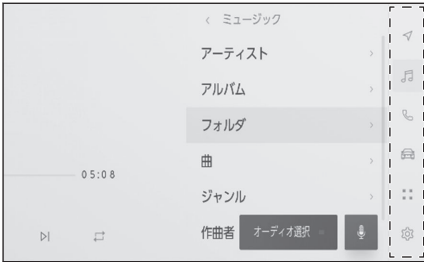 ミュージック
アーティスト
アルバム
フォルダ
曲
05:08
ジャンル
作曲者
オーディオ選択